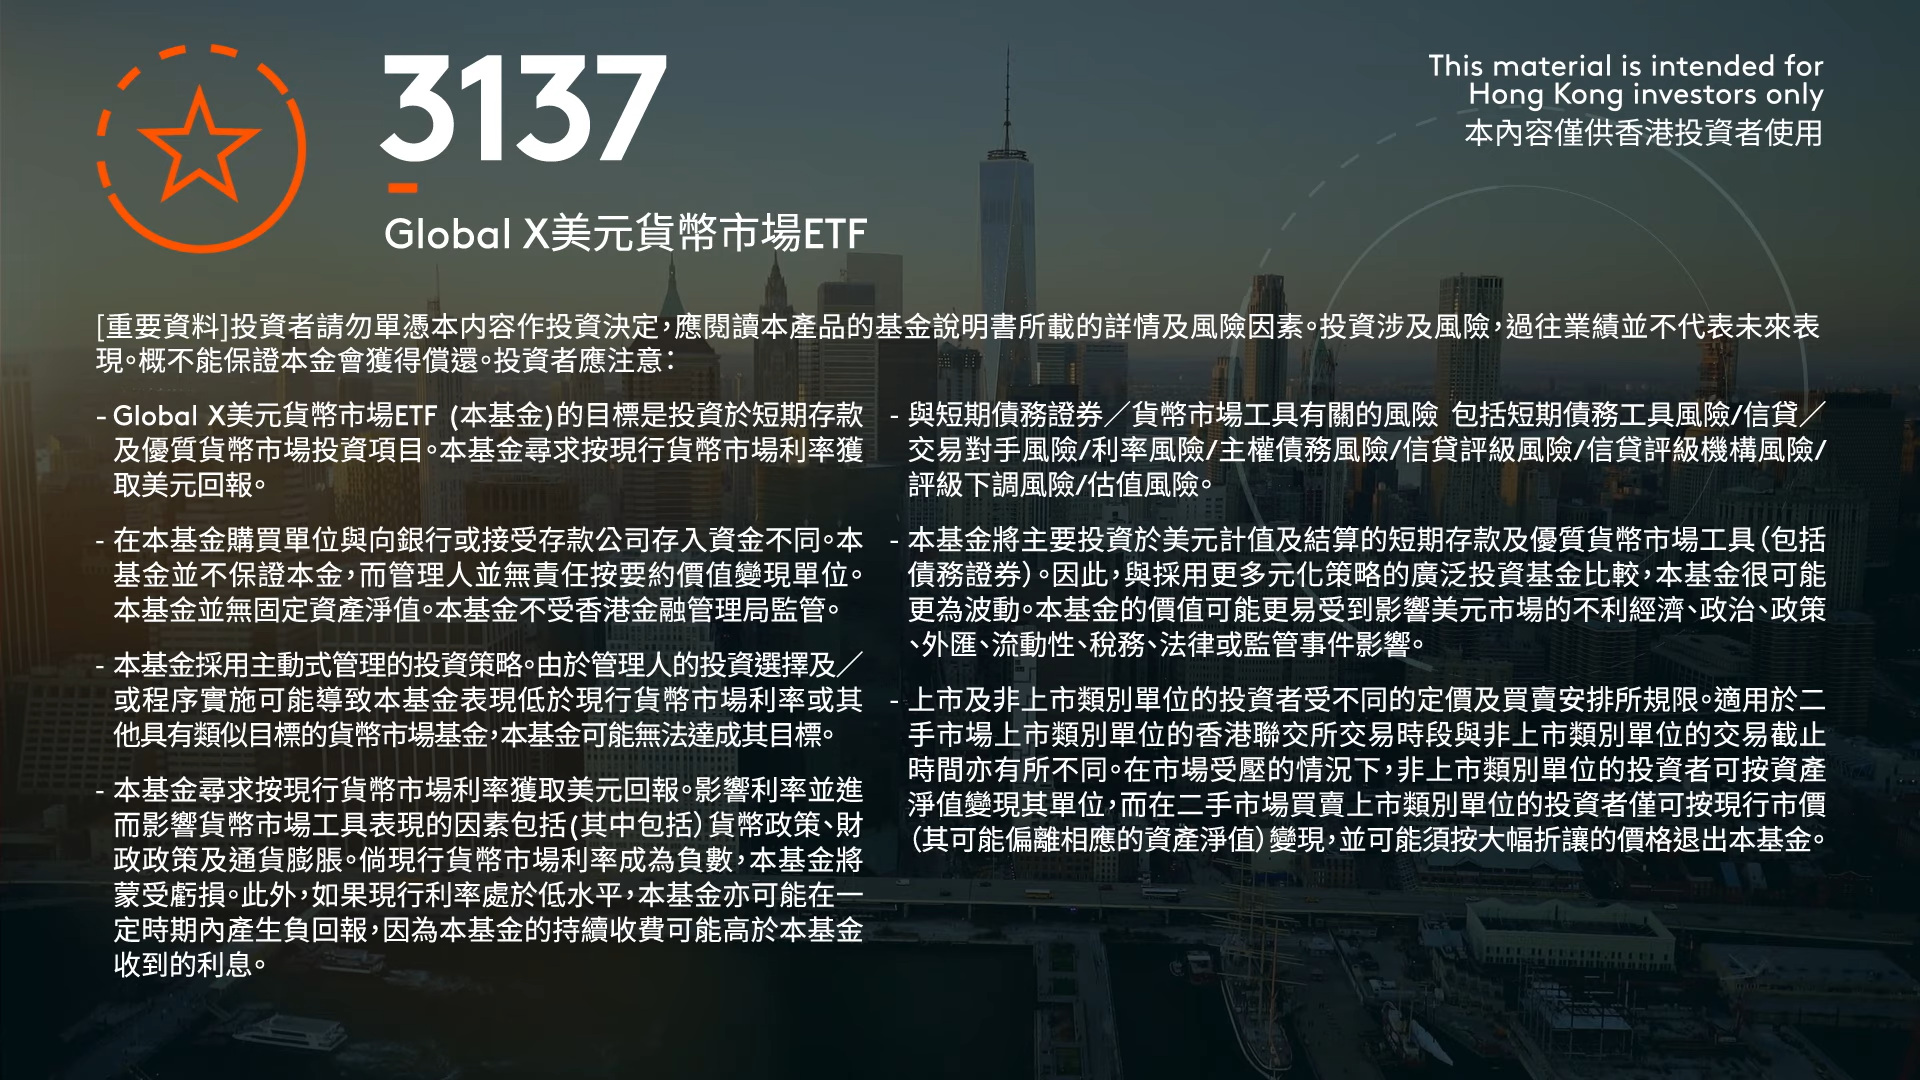 3137
Global X美元貨幣市場ETF
This material is intended for
Hong Kong investors only
本內容僅供香港投資者使用
[重要資料]投資者請勿單憑本内容作投資決定，應閱讀本產品的基金說明書所載的詳情及風險因素。投資涉及風險，過往業績並不代表未來表
現。概不能保證本金會獲得償還。投資者應注意：
- Global X美元貨幣市場ETF (本基金)的目標是投資於短期存款
及優質貨幣市場投資項目。本基金尋求按現行貨幣市場利率獲
取美元回報。
- 在本基金購買單位與向銀行或接受存款公司存入資金不同。本
基金並不保證本金，而管理人並無責任按要約價值變現單位。
本基金並無固定資產淨值。本基金不受香港金融管理局監管。
- 本基金採用主動式管理的投資策略。由於管理人的投資選擇及／
或程序實施可能導致本基金表現低於現行貨幣市場利率或其
他具有類似目標的貨幣市場基金，本基金可能無法達成其目標。
- 本基金尋求按現行貨幣市場利率獲取美元回報。影響利率並進
而影響貨幣市場工具表現的因素包括(其中包括）貨幣政策、財
政政策及通貨膨脹。倘現行貨幣市場利率成為負數，本基金將
蒙受虧損。此外，如果現行利率處於低水平，本基金亦可能在一
定時期內產生負回報，因為本基金的持續收費可能高於本基金
收到的利息。
- 與短期債務證券／貨幣市場工具有關的風險 包括短期債務工具風險/信貸／
交易對手風險/利率風險/主權債務風險/信貸評級風險/信貸評級機構風險/
評級下調風險/估值風險。
- 本基金將主要投資於美元計值及結算的短期存款及優質貨幣市場工具（包括
債務證券）。因此，與採用更多元化策略的廣泛投資基金比較，本基金很可能
更為波動。本基金的價值可能更易受到影響美元市場的不利經濟、政治、政策
、外匯、流動性、稅務、法律或監管事件影響。
- 上市及非上市類別單位的投資者受不同的定價及買賣安排所規限。適用於二
手市場上市類別單位的香港聯交所交易時段與非上市類別單位的交易截止
時間亦有所不同。在市場受壓的情況下，非上市類別單位的投資者可按資產
淨值變現其單位，而在二手市場買賣上市類別單位的投資者僅可按現行市價
（其可能偏離相應的資產淨值）變現，並可能須按大幅折讓的價格退出本基金。